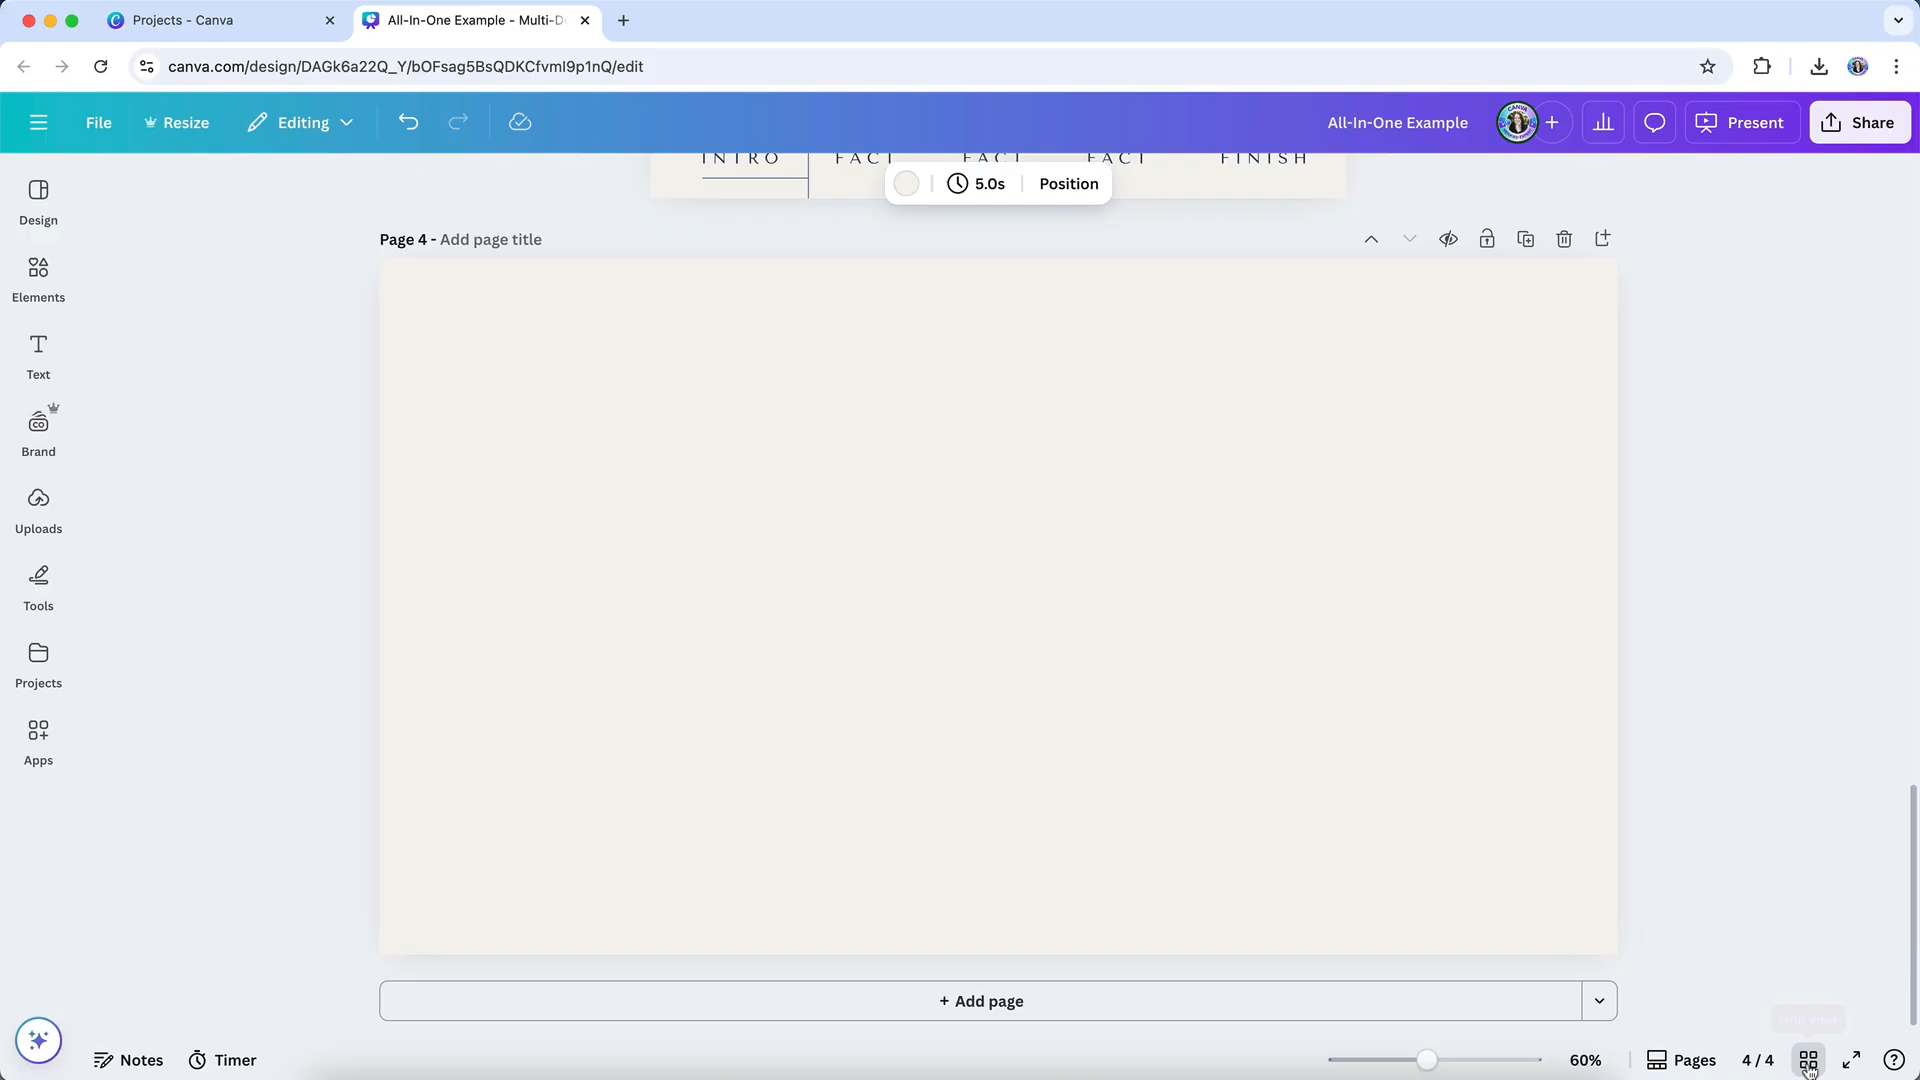 Projects - Canva
All-In-One Example - Multi-D
canva.com/design/DAGk6a22Q_Y/bOFsag5BsQDKCfvmI9p1nQ/edit
File
Resize
Editing
All-In-One Example
Present
Share
INTRO FACT FACT FACT FINISH
5.0s
Position
Design
Page 4 - Add page title
Elements
Text
Brand
Uploads
Tools
Projects
Apps
+ Add page
Notes
Timer
60%
Pages
4 / 4